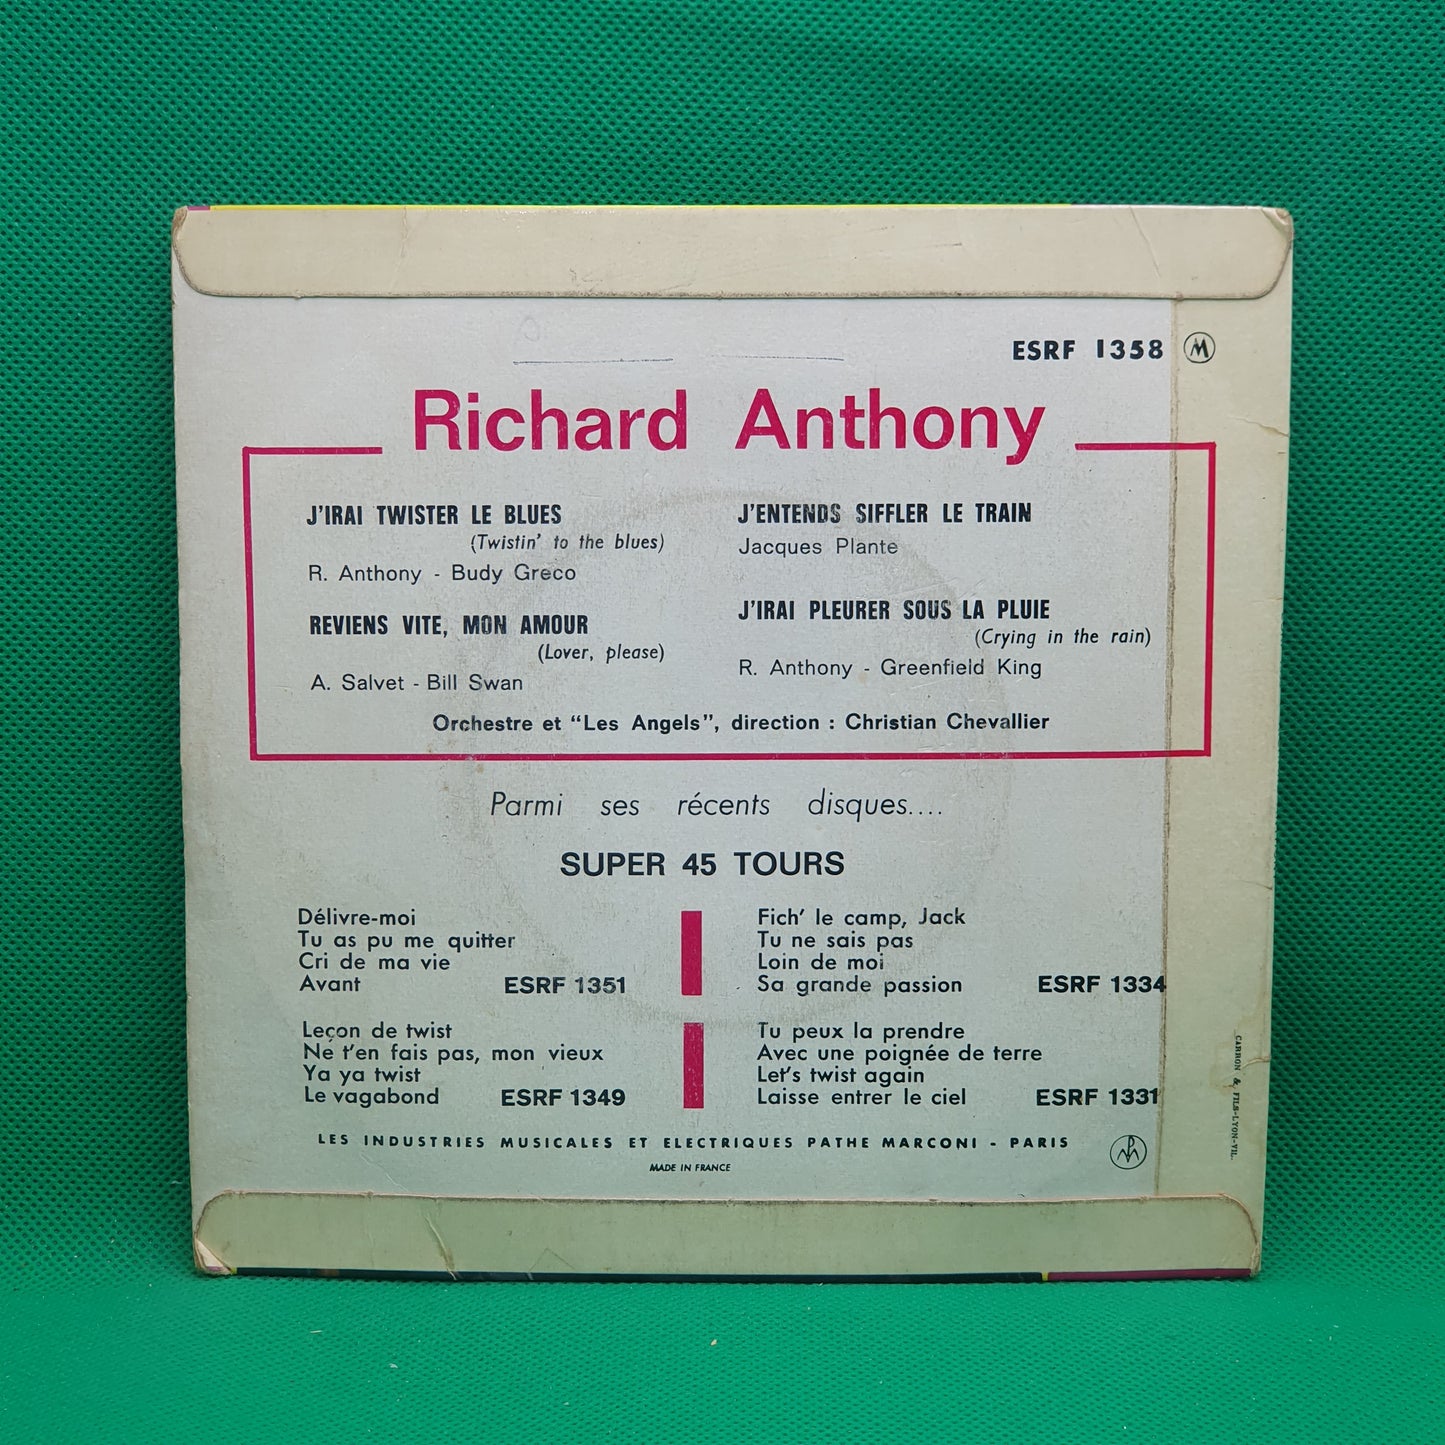 ESRF 1358 M
Richard Anthony
J'IRAI TWISTER LE BLUES
(Twistin' to the blues)
R. Anthony - Budy Greco
REVIENS VITE, MON AMOUR
(Lover, please)
A. Salvet - Bill Swan
J'ENTENDS SIFFLER LE TRAIN
Jacques Plante
J'IRAI PLEURER SOUS LA PLUIE
(Crying in the rain)
R. Anthony - Greenfield King
Orchestre et “Les Angels”, direction : Christian Chevallier
Parmi ses récents disques....
SUPER 45 TOURS
Délivre-moi
Tu as pu me quitter
Cri de ma vie
Avant ESRF 1351
Fich' le camp, Jack
Tu ne sais pas
Loin de moi
Sa grande passion ESRF 1334
Leçon de twist
Ne t'en fais pas, mon vieux
Ya ya twist
Le vagabond ESRF 1349
Tu peux la prendre
Avec une poignée de terre
Let's twist again
Laisse entrer le ciel ESRF 1331
LES INDUSTRIES MUSICALES ET ELECTRIQUES PATHE MARCONI - PARIS
MADE IN FRANCE
CARRON & FILS-LYON-VIL.